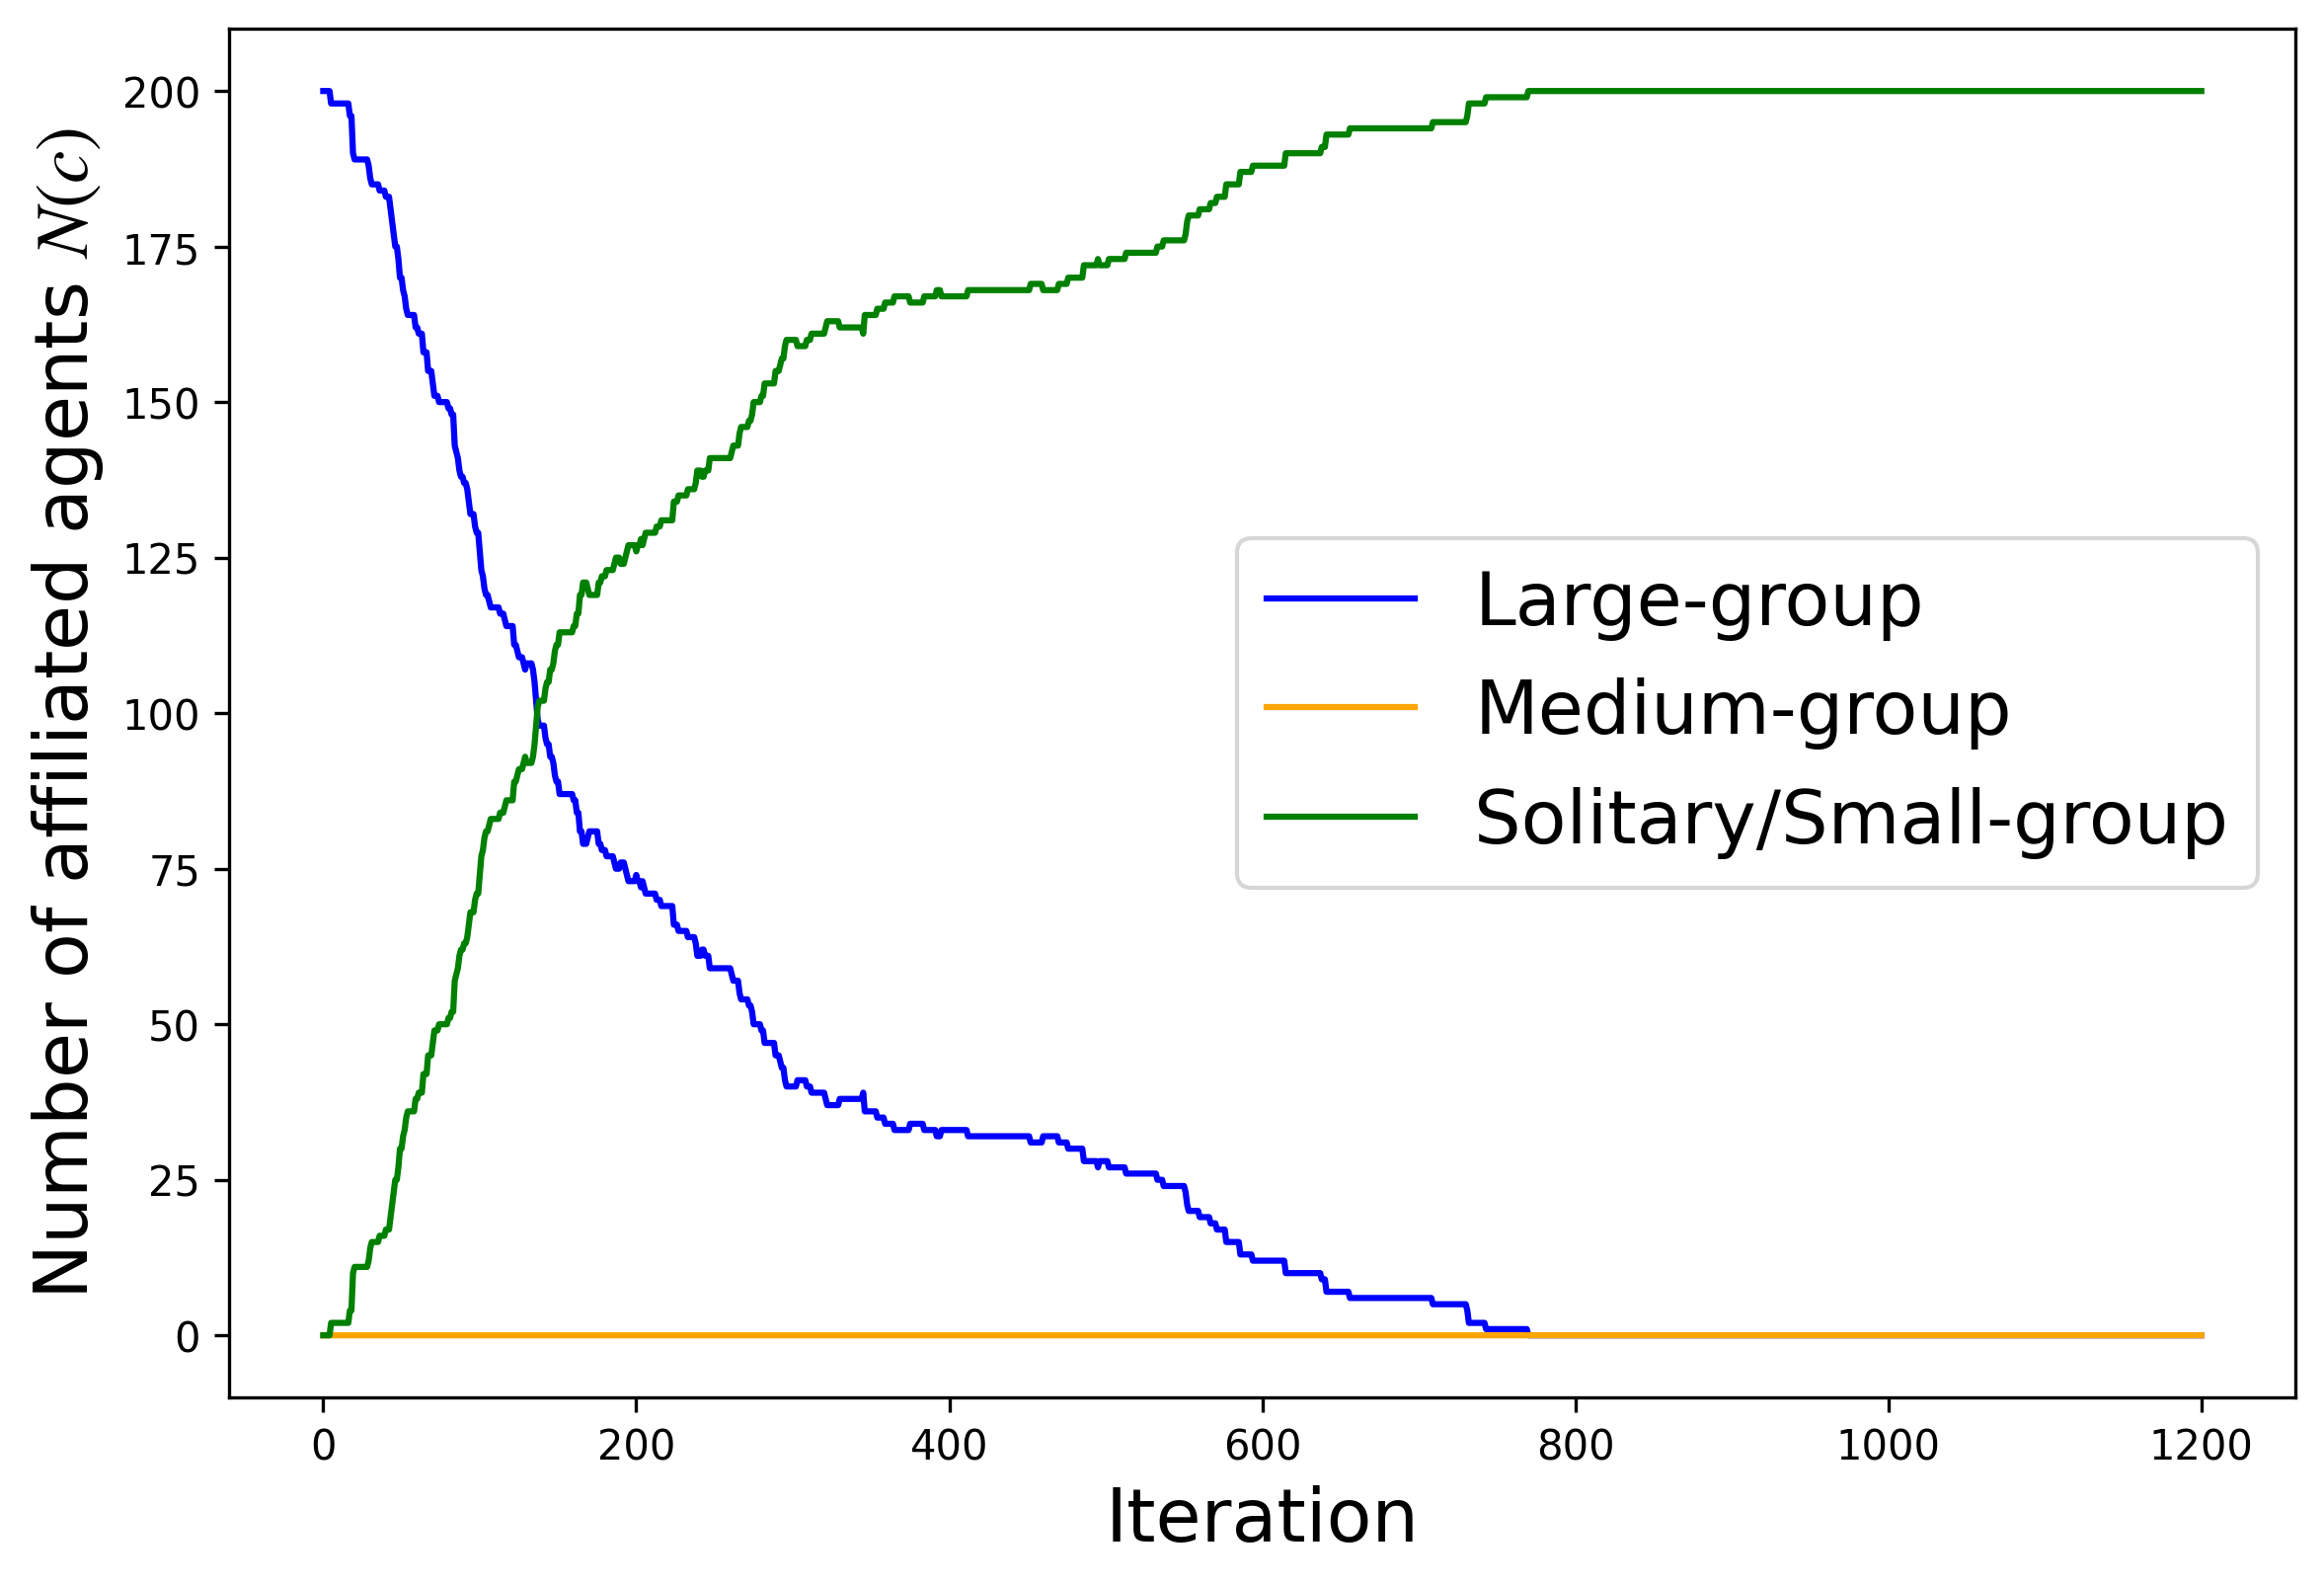 Number of affiliated agents N(c)
200
175
150
125
100
75
50
25
0
Large-group
Medium-group
Solitary/Small-group
0 200 400 600 800 1000 1200
Iteration